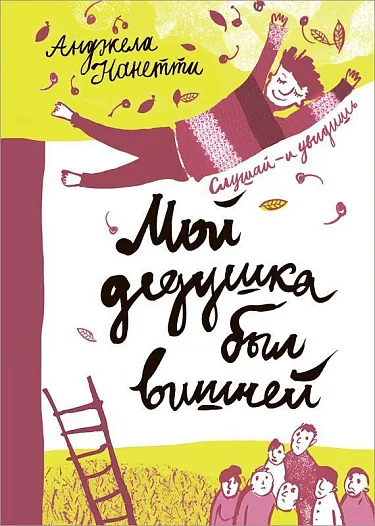 Анджела
Нанетти
Слушай – и увидишь
Мой
дедушка
был
вишней